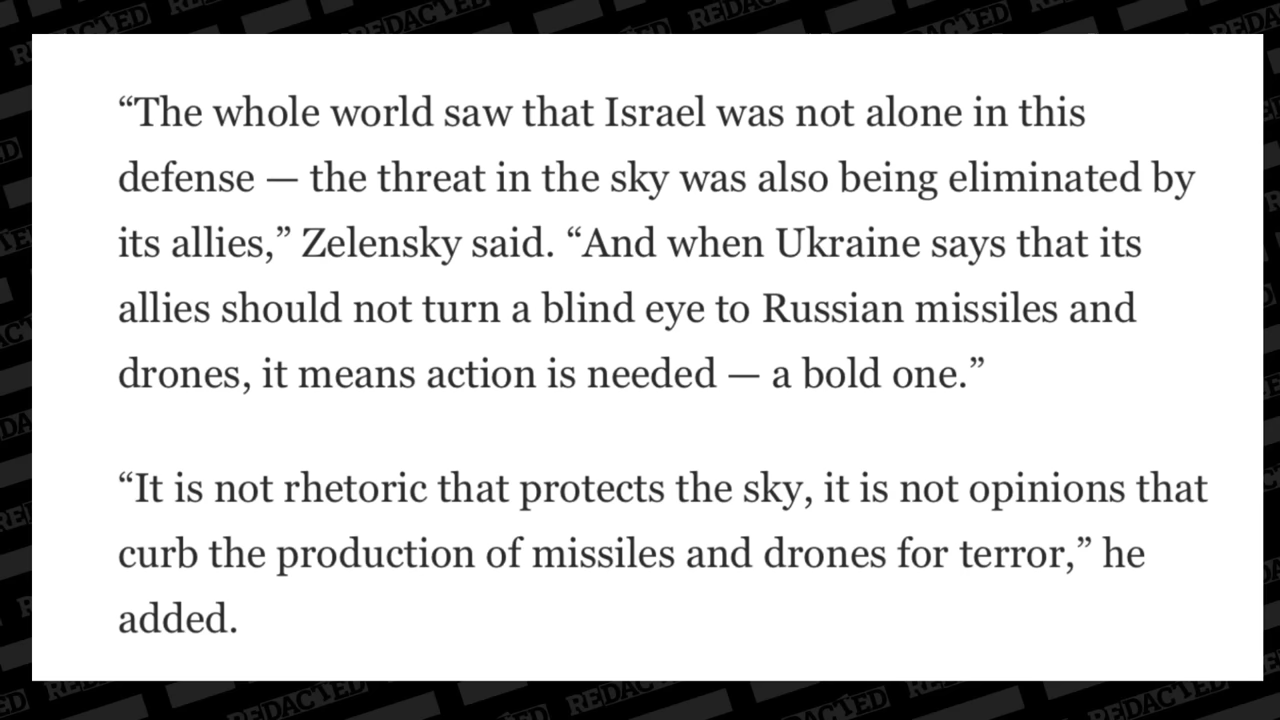 “The whole world saw that Israel was not alone in this
defense — the threat in the sky was also being eliminated by
its allies,” Zelensky said. “And when Ukraine says that its
allies should not turn a blind eye to Russian missiles and
drones, it means action is needed — a bold one.”
“It is not rhetoric that protects the sky, it is not opinions that
curb the production of missiles and drones for terror,” he
added.
REDACTED